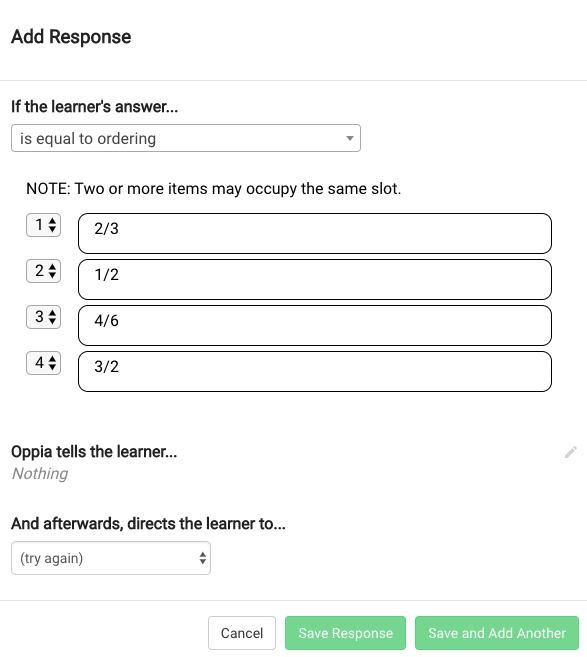 Add Response
If the learner's answer...
is equal to ordering
NOTE: Two or more items may occupy the same slot.
1 2/3
2 1/2
3 4/6
4 3/2
Oppia tells the learner...
Nothing
And afterwards, directs the learner to...
(try again)
Cancel Save Response Save and Add Another